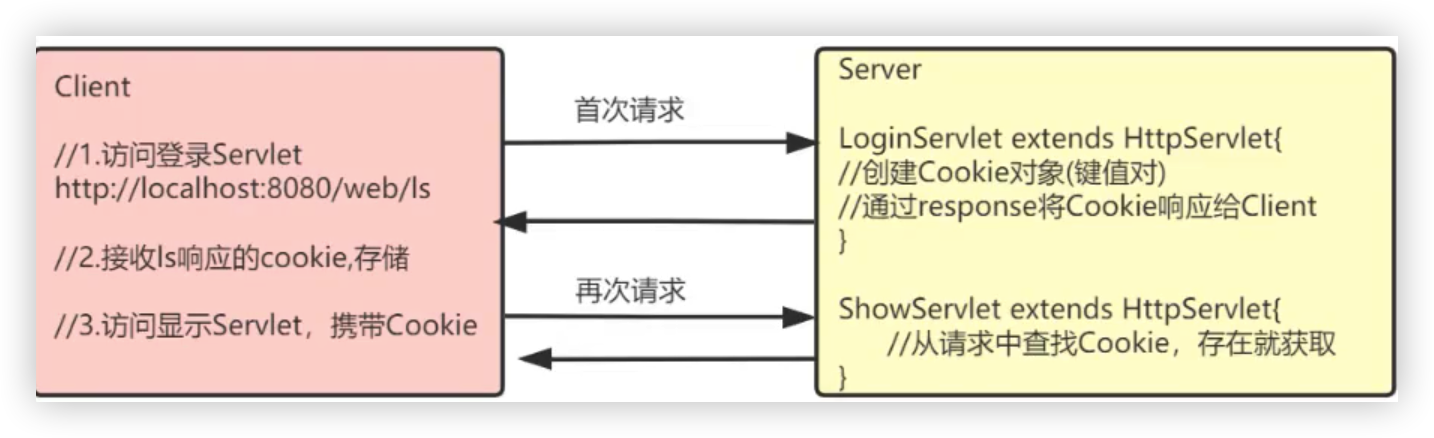 Client
//1.访问登录Servlet
http://localhost:8080/web/ls
//2.接收ls响应的cookie,存储
//3.访问显示Servlet，携带Cookie
首次请求
再次请求
Server
LoginServlet extends HttpServlet{
//创建Cookie对象(键值对)
//通过response将Cookie响应给Client
}
ShowServlet extends HttpServlet{
//从请求中查找Cookie，存在就获取
}